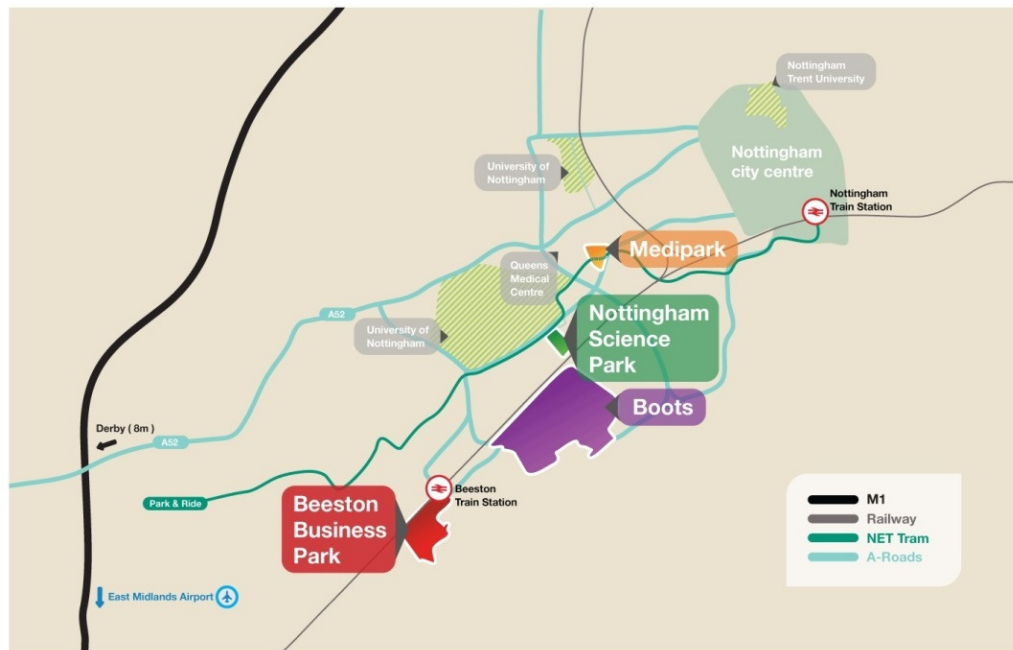 Nottingham
Trent University
Nottingham
city centre
University of
Nottingham
Nottingham
Train Station
Medipark
Queens
Medical
Centre
Nottingham
Science
Park
A52
University of
Nottingham
Boots
Derby ( 8m )
A52
Park & Ride
Beeston
Train Station
Beeston
Business
Park
East Midlands Airport
M1
Railway
NET Tram
A-Roads